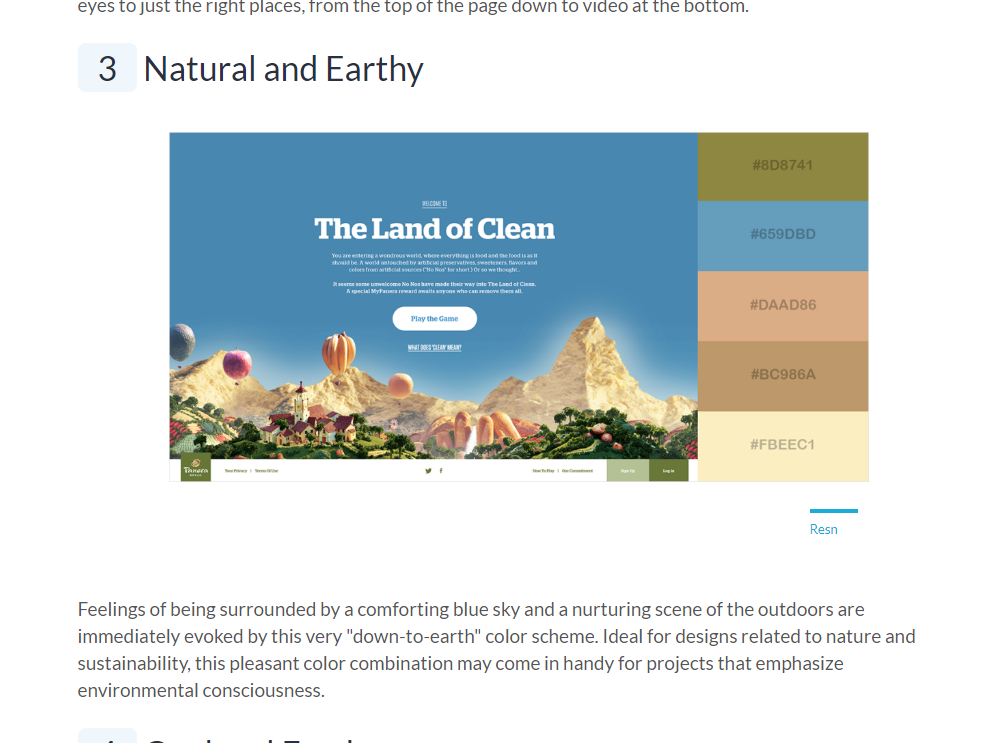 eyes to just the right places, from the top of the page down to video at the bottom.
3 Natural and Earthy
WELCOME TO
The Land of Clean
You are entering a wondrous world, where everything is food and the food is as it
should be. A world untouched by artificial preservatives, sweeteners, flavors and
colors from artificial sources ("No Nos" for short.) Or so we thought...
It seems some unwelcome No Nos have made their way into The Land of Clean.
A special MyPanera reward awaits anyone who can remove them all.
Play the Game
WHAT DOES 'CLEAN' MEAN?
Panera
BREAD
Your Privacy | Terms Of Use
How To Play | Our Commitment
Sign Up
Log in
#8D8741
#659DBD
#DAAD86
#BC986A
#FBEEC1
Resn
Feelings of being surrounded by a comforting blue sky and a nurturing scene of the outdoors are
immediately evoked by this very "down-to-earth" color scheme. Ideal for designs related to nature and
sustainability, this pleasant color combination may come in handy for projects that emphasize
environmental consciousness.